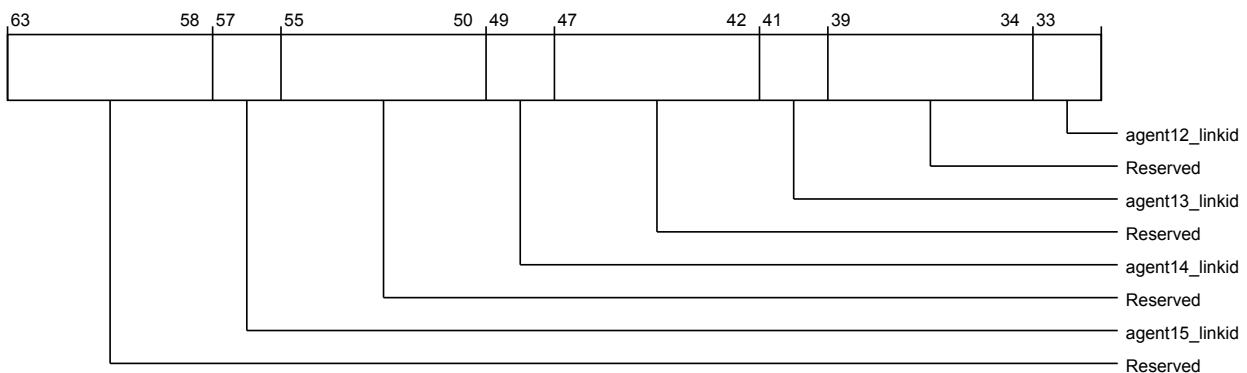 63 58 57 55 50 49 47 42 41 39 34 33
agent12_linkid
Reserved
agent13_linkid
Reserved
agent14_linkid
Reserved
agent15_linkid
Reserved